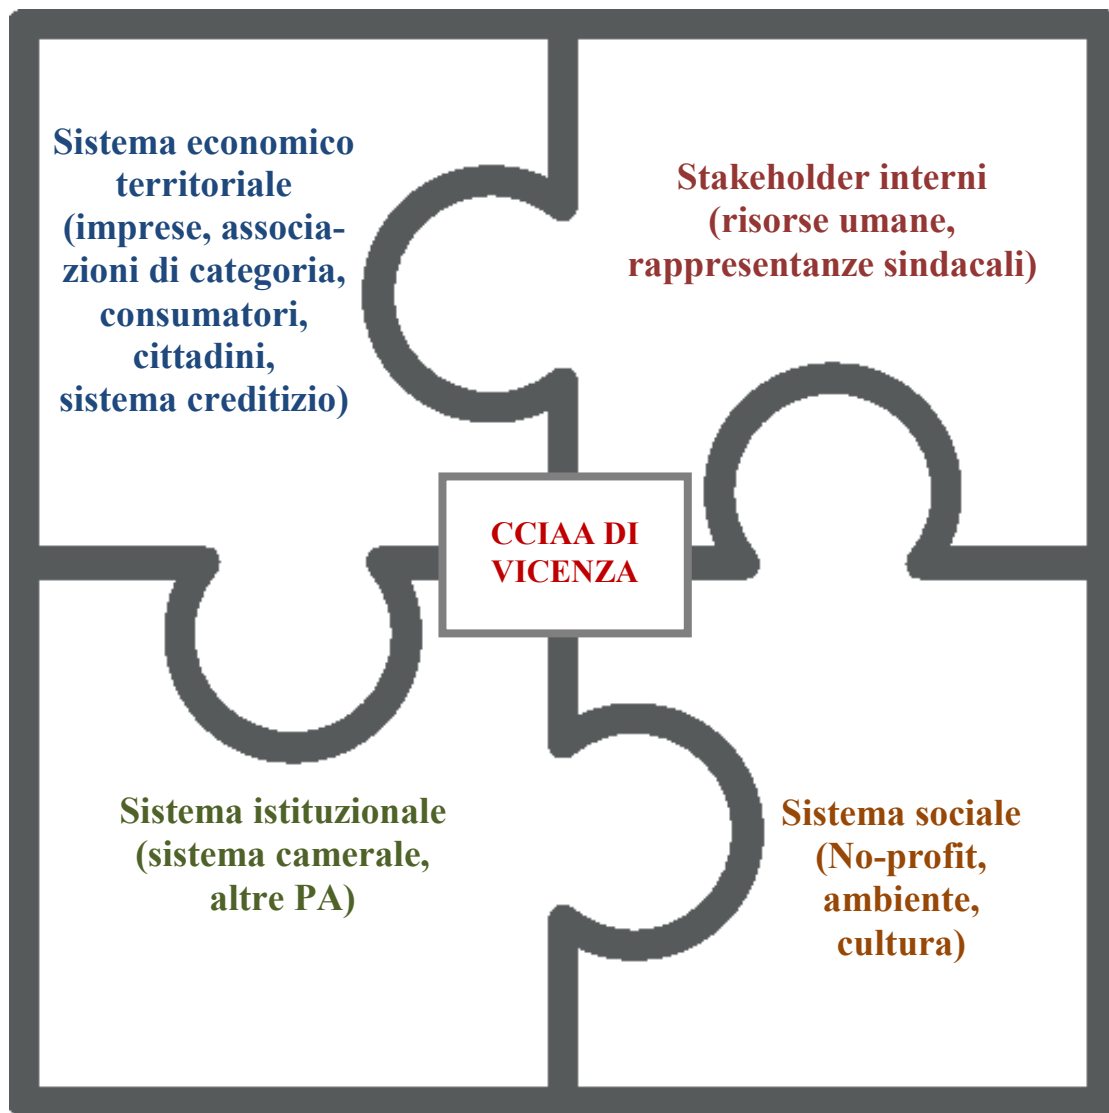 Sistema economico
territoriale
(imprese, associa-
zioni di categoria,
consumatori,
cittadini,
sistema creditizio)
Stakeholder interni
(risorse umane,
rappresentanze sindacali)
CCIAA DI
VICENZA
Sistema istituzionale
(sistema camerale,
altre PA)
Sistema sociale
(No-profit,
ambiente,
cultura)